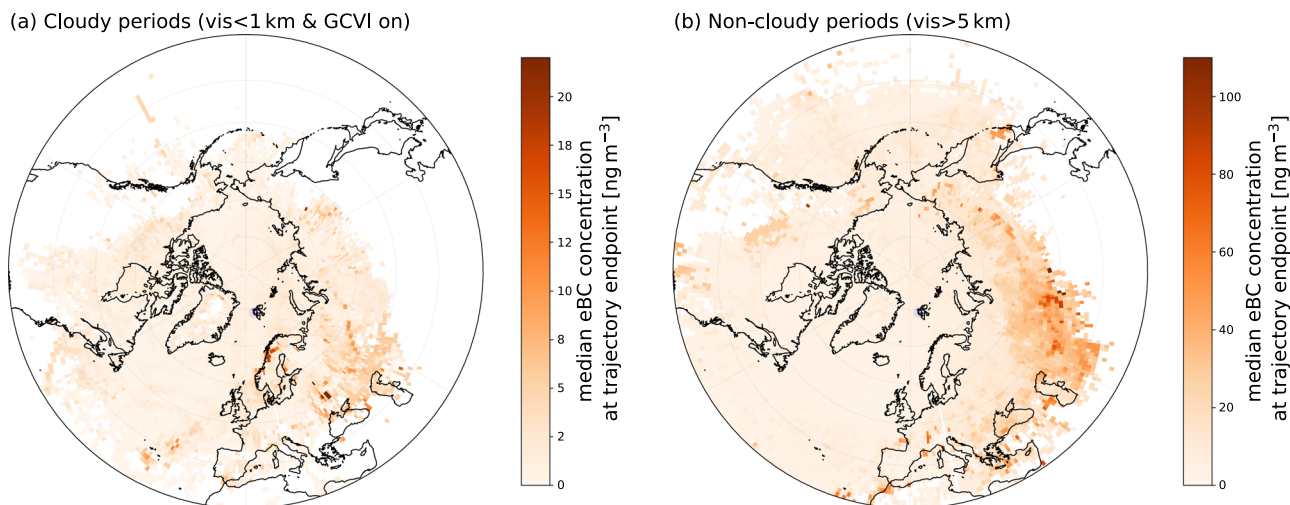 (a) Cloudy periods (vis<1 km & GCVI on)
20
18
15
12
10
8
5
2
0
median eBC concentration
at trajectory endpoint [ng m⁻³]
(b) Non-cloudy periods (vis>5 km)
100
80
60
40
20
0
median eBC concentration
at trajectory endpoint [ng m⁻³]